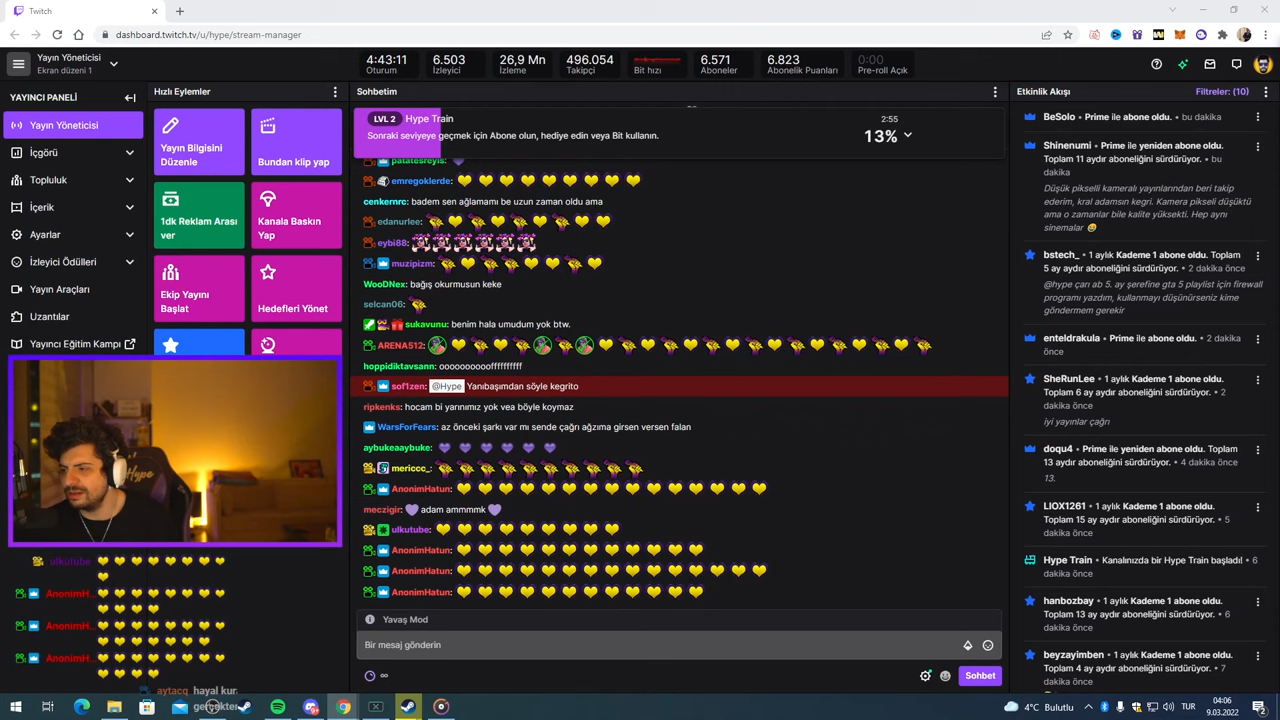 Twitch
dashboard.twitch.tv/u/hype/stream-manager
Yayın Yöneticisi
Ekran düzeni 1
4:43:11
Oturum
6.503
İzleyici
26,9 Mn
İzleme
496.054
Takipçi
Bit hızı
6.571
Aboneler
6.823
Abonelik Puanları
0:00
Pre-roll Açık
YAYINCI PANELİ
Yayın Yöneticisi
İçgörü
Topluluk
İçerik
Ayarlar
İzleyici Ödülleri
Yayın Araçları
Uzantılar
Yayıncı Eğitim Kampı
Hızlı Eylemler
Yayın Bilgisini
Düzenle
Bundan klip yap
1dk Reklam Arası
ver
Kanala Baskın
Yap
Ekip Yayını
Başlat
Hedefleri Yönet
Hype
ulkutube
AnonimH...
AnonimH...
AnonimH...
aytacq hayal kur
gerçekten
Sohbetim
LVL 2 Hype Train
Sonraki seviyeye geçmek için Abone olun, hediye edin veya Bit kullanın.
2:55
13%
patatesreyis:
emregoklerde:
cenkernrc: badem sen ağlamamı be uzun zaman oldu ama
edanurlee:
eybi88:
muzipizm:
WooDNex: bağış okurmusun keke
selcan06:
sukavunu: benim hala umudum yok btw.
ARENA512:
hoppidiktavsann: ooooooooooffffffffff
sof1zen: @Hype Yanıbaşımdan söyle kegrito
ripkenks: hocam bi yarınımız yok vea böyle koymaz
WarsForFears: az önceki şarkı var mı sende çağrı ağzıma girsen versen falan
aybukeaaybuke:
mericcc_:
AnonimHatun:
meczigir: adam ammmmk
ulkutube:
AnonimHatun:
AnonimHatun:
AnonimHatun:
Yavaş Mod
Bir mesaj gönderin
∞
Sohbet
Etkinlik Akışı
Filtreler: (10)
BeSolo • Prime ile abone oldu. • bu dakika
Shinenumi • Prime ile yeniden abone oldu.
Toplam 11 aydır aboneliğini sürdürüyor. • bu
dakika
Düşük pikselli kameralı yayınlarından beri takip
ederim, kral adamsın kegri. Kamera pikseli düşüktü
ama o zamanlar bile kalite yüksekti. Hep aynı
sinemalar
bstech_ • 1 aylık Kademe 1 abone oldu. Toplam
5 ay aydır aboneliğini sürdürüyor. • 2 dakika önce
@hype çarı ab 5. ay şerefina gta 5 playlist için firewall
programı yazdım, kullanmayı düşünürseniz kime
göndermem gerekir
enteldrakula • Prime ile abone oldu. • 2 dakika
önce
SheRunLee • 1 aylık Kademe 1 abone oldu.
Toplam 6 ay aydır aboneliğini sürdürüyor. • 2
dakika önce
iyi yayınlar çağrı
doqu4 • Prime ile yeniden abone oldu. Toplam
13 aydır aboneliğini sürdürüyor. • 4 dakika önce
13.
LIOX1261 • 1 aylık Kademe 1 abone oldu.
Toplam 15 ay aydır aboneliğini sürdürüyor. • 5
dakika önce
Hype Train • Kanalınızda bir Hype Train başladı! • 6
dakika önce
hanbozbay • 1 aylık Kademe 1 abone oldu.
Toplam 13 ay aydır aboneliğini sürdürüyor. • 6
dakika önce
beyzayimben • 1 aylık Kademe 1 abone oldu.
Toplam 4 ay aydır aboneliğini sürdürüyor. • 7
dakika önce
4°C Bulutlu
TUR
04:06
9.03.2022
2